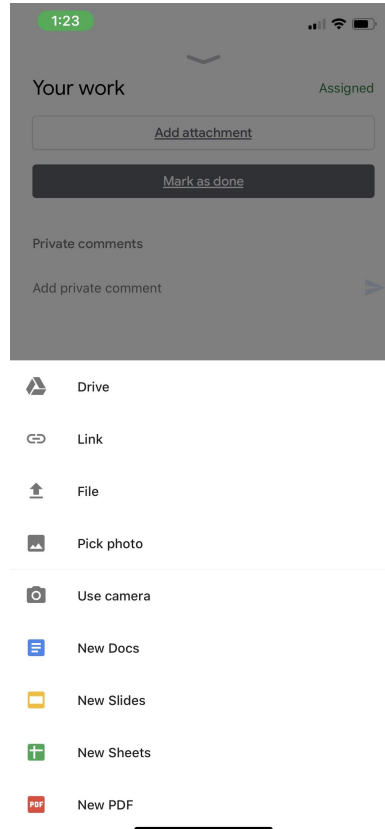 1:23
Your work
Assigned
Add attachment
Mark as done
Private comments
Add private comment
Drive
Link
File
Pick photo
Use camera
New Docs
New Slides
New Sheets
PDF New PDF